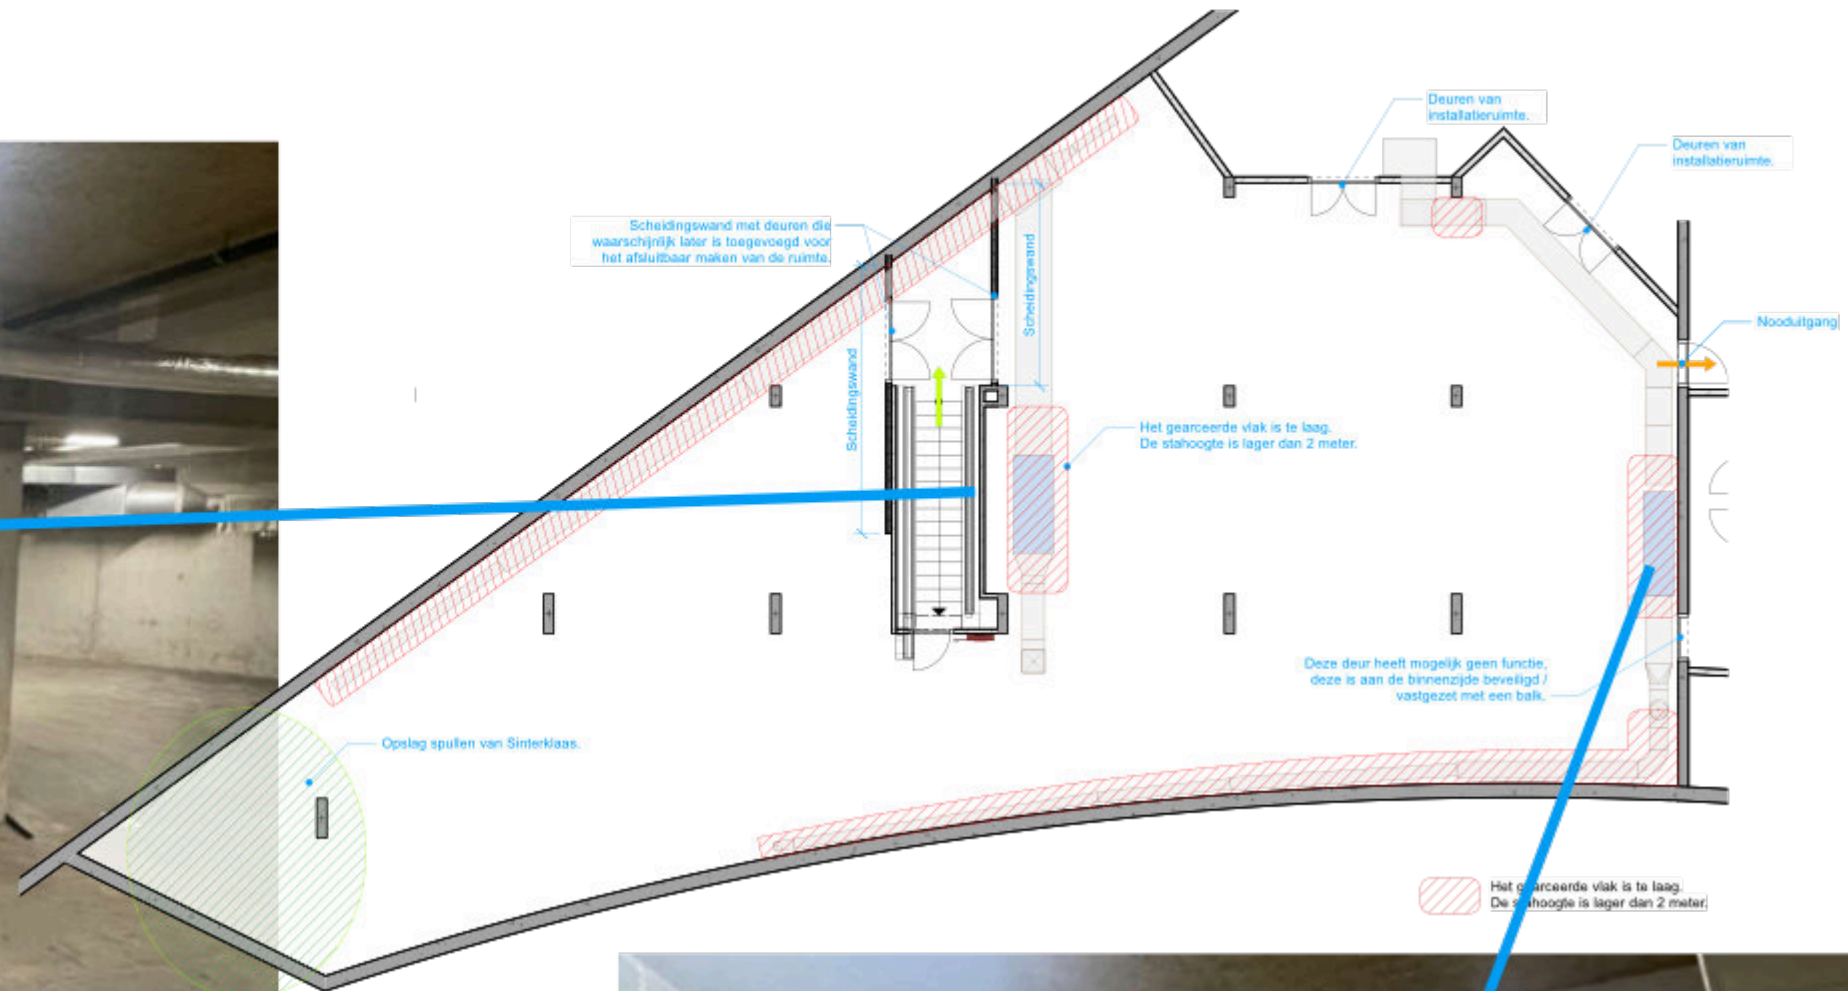 Deuren van
installatieruimte.
Deuren van
installatieruimte.
Scheidingswand met deuren die
waarschijnlijk later is toegevoegd voor
het afsluitbaar maken van de ruimte.
Scheidingswand
Scheidingswand
Nooduitgang
Het gearceerde vlak is te laag.
De stahoogte is lager dan 2 meter.
Deze deur heeft mogelijk geen functie,
deze is aan de binnenzijde beveiligd /
vastgezet met een balk.
Opslag spullen van Sinterklaas.
Het gearceerde vlak is te laag.
De stahoogte is lager dan 2 meter.